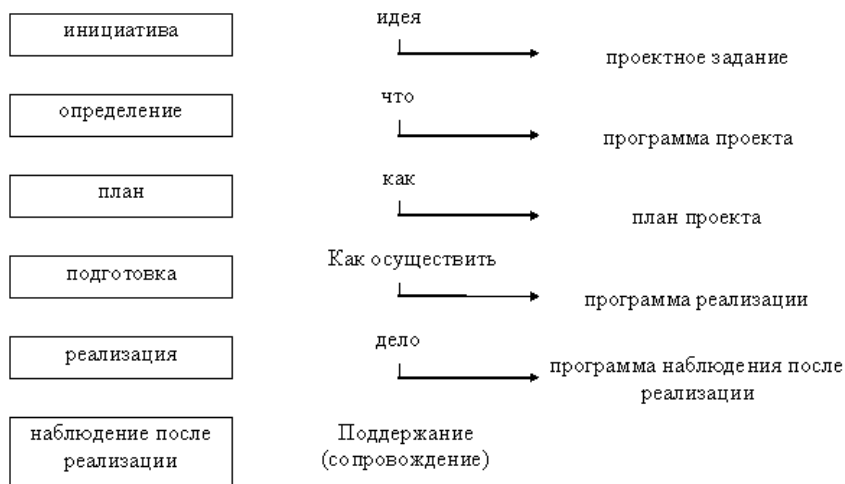 инициатива
идея
проектное задание
определение
что
программа проекта
план
как
план проекта
подготовка
Как осуществить
программа реализации
реализация
дело
программа наблюдения после
реализации
наблюдение после
реализации
Поддержание
(сопровождение)